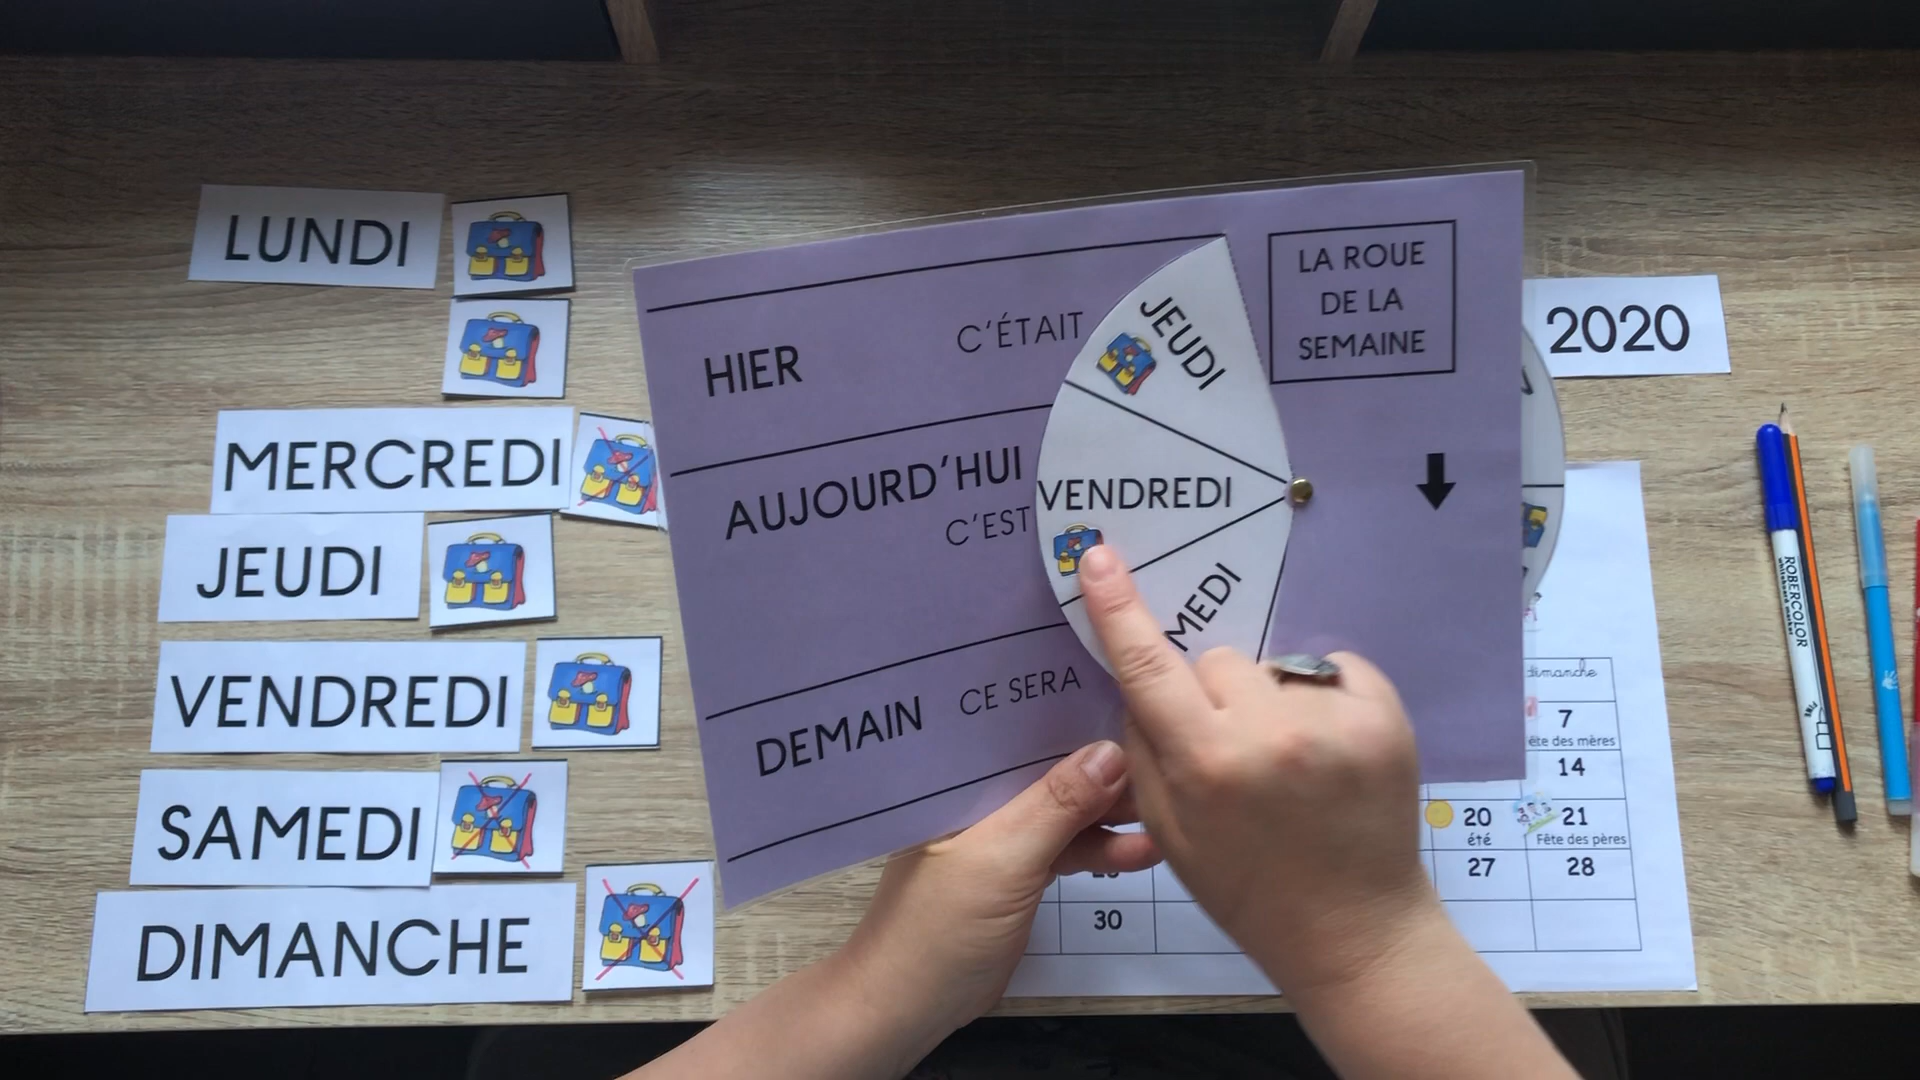 LUNDI
MERCREDI
JEUDI
VENDREDI
SAMEDI
DIMANCHE
HIER
C'ÉTAIT
JEUDI
AUJOURD'HUI
C'EST
VENDREDI
DEMAIN
CE SERA
MEDI
LA ROUE
DE LA
SEMAINE
2020
dimanche
7
ête des mères
14
20
été
21
Fête des pères
27
28
30
ROBERCOLOR